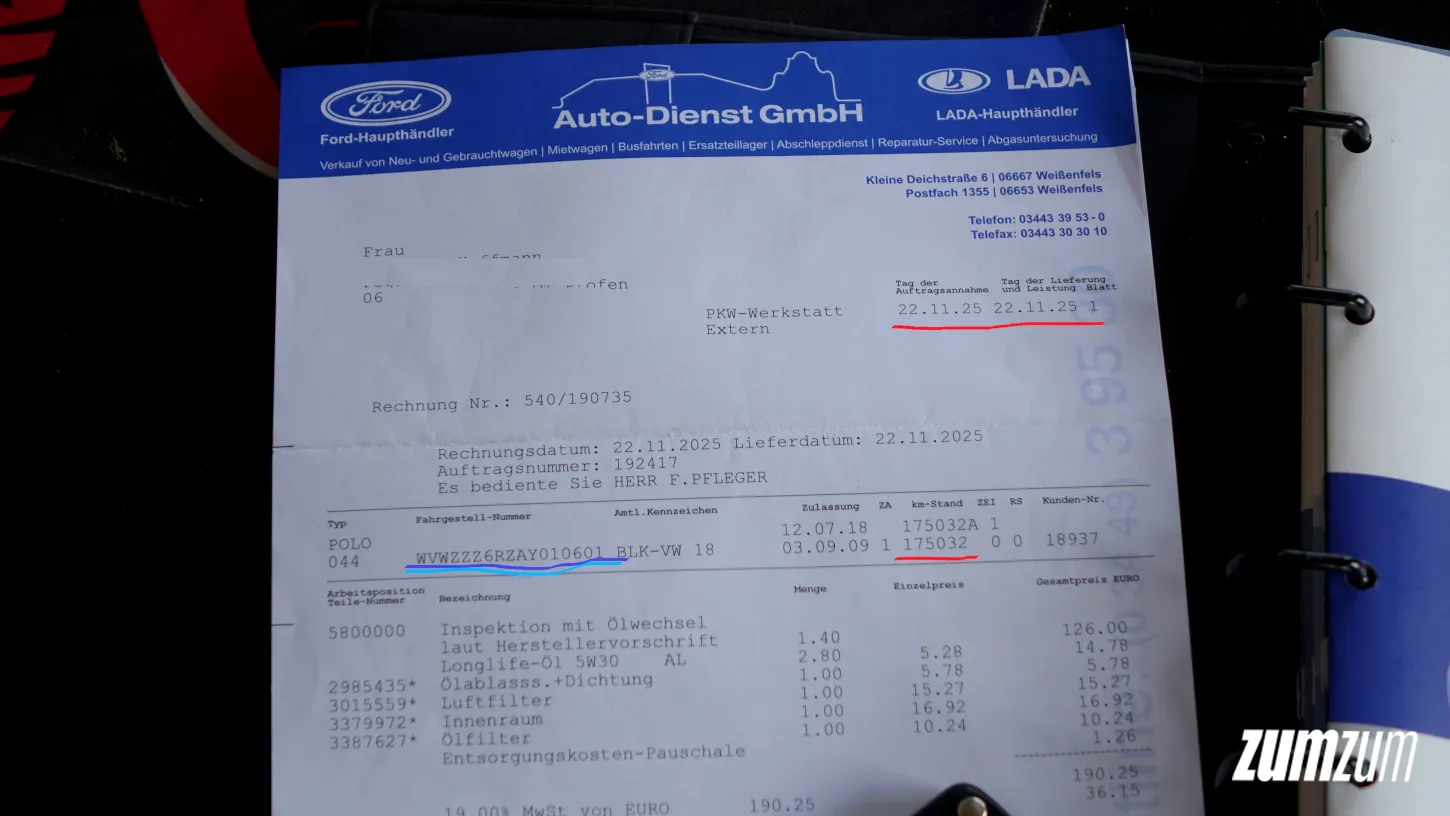 Ford
Ford-Haupthändler
Ford
Auto-Dienst GmbH
LADA
LADA-Haupthändler
Verkauf von Neu- und Gebrauchtwagen | Mietwagen | Busfahrten | Ersatzteillager | Abschleppdienst | Reparatur-Service | Abgasuntersuchung
Kleine Deichstraße 6 | 06667 Weißenfels
Postfach 1355 | 06653 Weißenfels
Telefon: 03443 39 53-0
Telefax: 03443 30 30 10
Frau
06
Tag der Auftragsannahme
Tag der Lieferung und Leistung
Blatt
PKW-Werkstatt 22.11.25 22.11.25 1
Extern
Rechnung Nr.: 540/190735
Rechnungsdatum: 22.11.2025 Lieferdatum: 22.11.2025
Auftragsnummer: 192417
Es bediente Sie HERR F.PFLEGER
Typ Fahrgestell-Nummer Amtl.Kennzeichen Zulassung ZA km-Stand ZEI RS Kunden-Nr.
POLO 12.07.18 175032A 1
044 WVWZZZ6RZAY010601 BLK-VW 18 03.09.09 1 175032 0 0 18937
Arbeitsposition
Teile-Nummer Bezeichnung Menge Einzelpreis Gesamtpreis EURO
5800000 Inspektion mit Ölwechsel
laut Herstellervorschrift 1.40 126.00
Longlife-Öl 5W30 AL 2.80 5.28 14.78
2985435* Ölablasss.+Dichtung 1.00 5.78 5.78
3015559* Luftfilter 1.00 15.27 15.27
3379972* Innenraum 1.00 16.92 16.92
3387627* Ölfilter 1.00 10.24 10.24
Entsorgungskosten-Pauschale 1.26
190.25
19.00% MwSt von EURO 190.25 36.15
zumzum